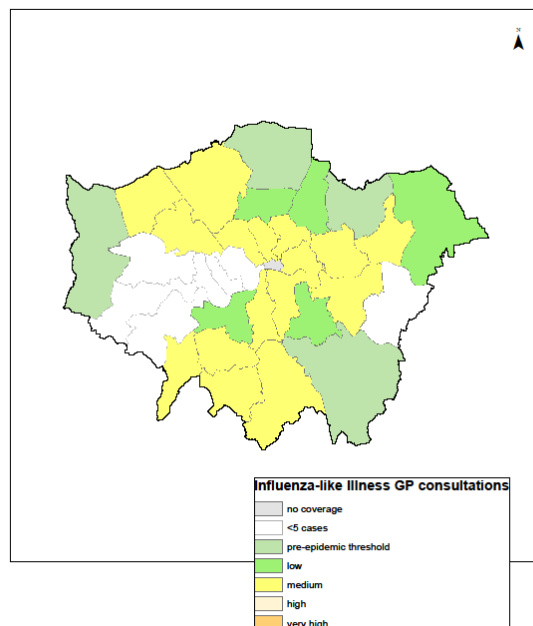 N
Influenza-like Illness GP consultations
no coverage
<5 cases
pre-epidemic threshold
low
medium
high
very high